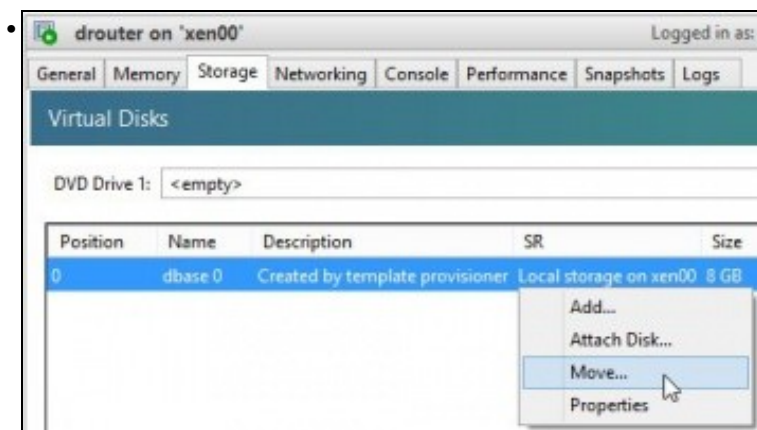 drouter on 'xen00' Logged in as:
General Memory Storage Networking Console Performance Snapshots Logs
Virtual Disks
DVD Drive 1: <empty>
Position Name Description SR Size
0 dbase 0 Created by template provisioner Local storage on xen00 8 GB
Add...
Attach Disk...
Move...
Properties